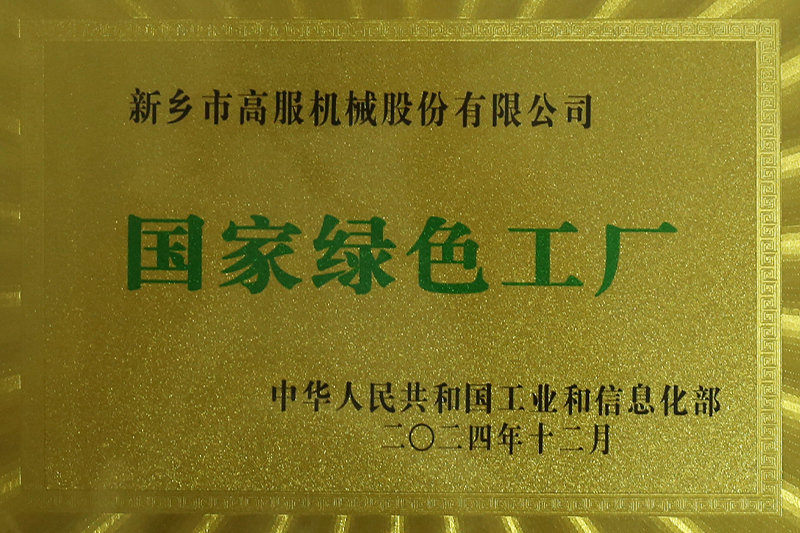 新乡市高服机械股份有限公司
国家绿色工厂
中华人民共和国工业和信息化部
二〇二四年十二月